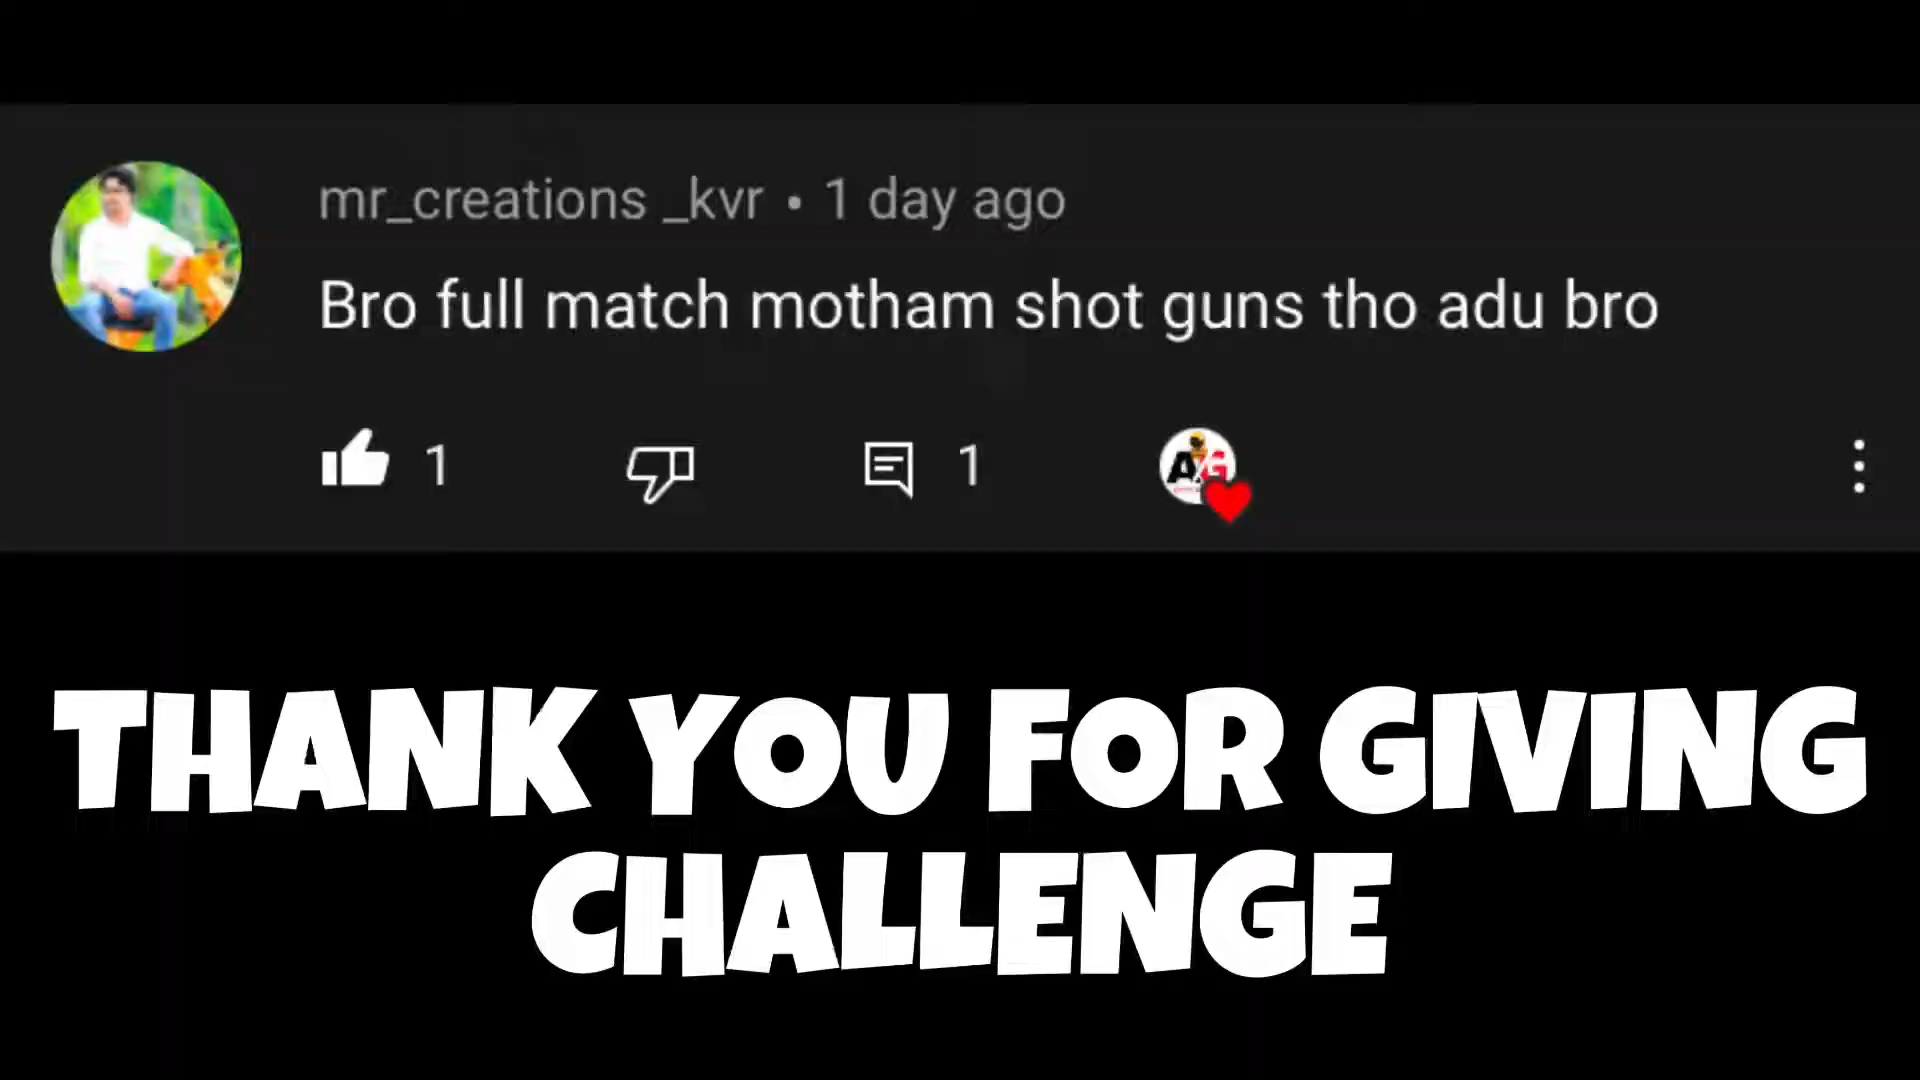 mr_creations _kvr • 1 day ago
Bro full match motham shot guns tho adu bro
1 1
THANK YOU FOR GIVING
CHALLENGE